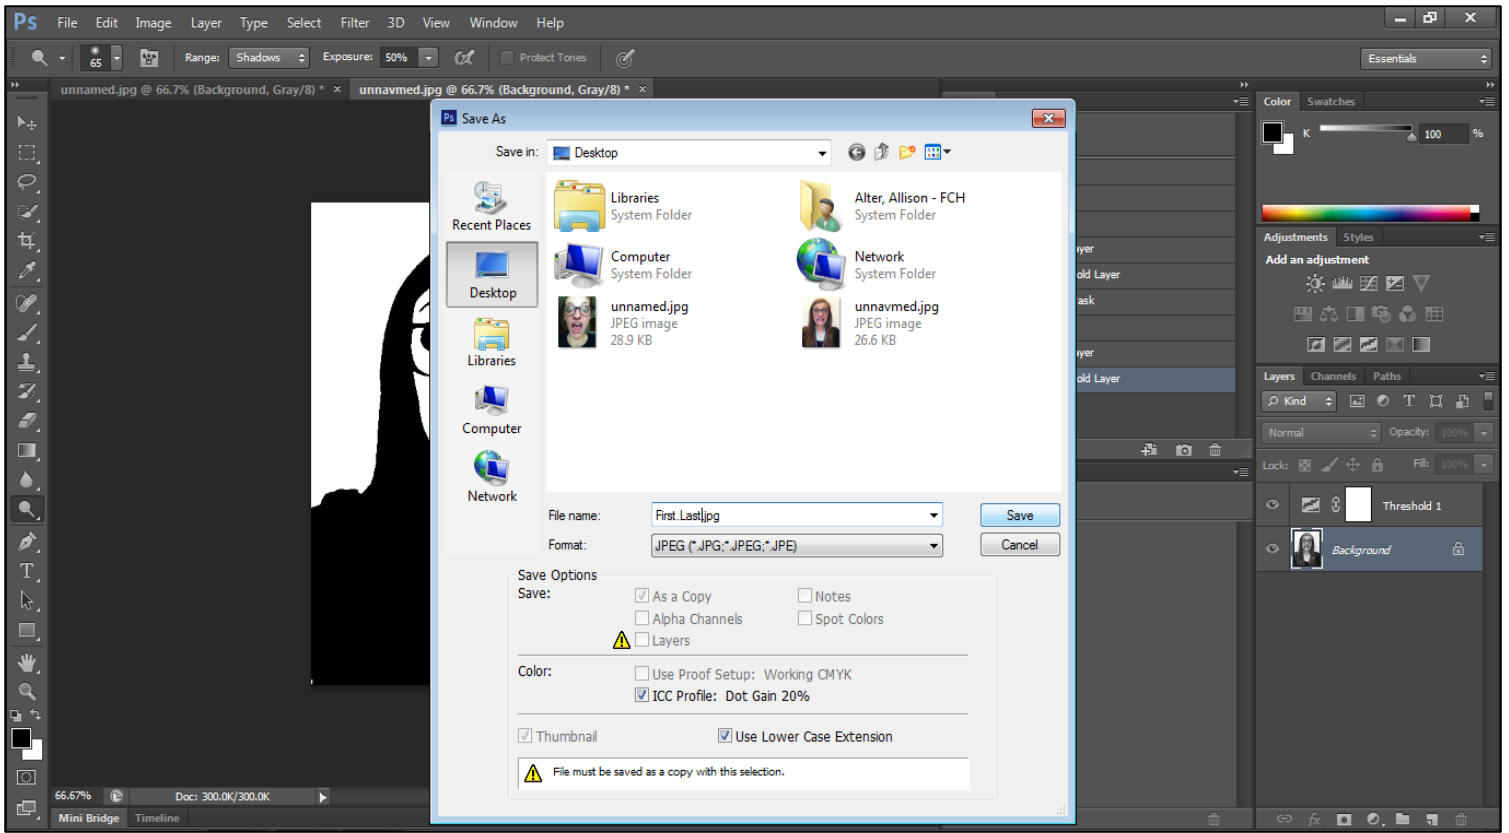 Ps File Edit Image Layer Type Select Filter 3D View Window Help
65 Range: Shadows Exposure: 50% Protect Tones Essentials
unnamed.jpg @ 66.7% (Background, Gray/8) * × unnavmed.jpg @ 66.7% (Background, Gray/8) * ×
Ps Save As
Save in: Desktop
Recent Places
Desktop
Libraries
Computer
Network
Libraries
System Folder
Alter, Allison - FCH
System Folder
Computer
System Folder
Network
System Folder
unnamed.jpg
JPEG image
28.9 KB
unnavmed.jpg
JPEG image
26.6 KB
File name: First.Last.jpg Save
Format: JPEG (*.JPG;*.JPEG;*.JPE) Cancel
Save Options
Save:
As a Copy Notes
Alpha Channels Spot Colors
Layers
Color:
Use Proof Setup: Working CMYK
ICC Profile: Dot Gain 20%
Thumbnail Use Lower Case Extension
File must be saved as a copy with this selection.
ayer
old Layer
ask
ayer
old Layer
Color Swatches
K 100 %
Adjustments Styles
Add an adjustment
Layers Channels Paths
Kind T
Normal Opacity: 100%
Lock: Fill: 100%
Threshold 1
Background
fx
66.67% Doc: 300.0K/300.0K
Mini Bridge Timeline